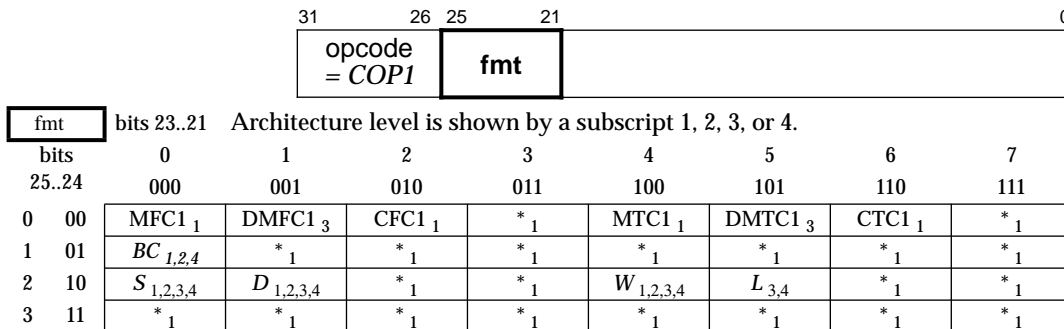 31 26 25 21 0
opcode
= COP1 fmt
fmt bits 23..21 Architecture level is shown by a subscript 1, 2, 3, or 4.
bits 0 1 2 3 4 5 6 7
25..24 000 001 010 011 100 101 110 111
0 00 MFC1 1 DMFC1 3 CFC1 1 * 1 MTC1 1 DMTC1 3 CTC1 1 * 1
1 01 BC 1,2,4 * 1 * 1 * 1 * 1 * 1 * 1 * 1
2 10 S 1,2,3,4 D 1,2,3,4 * 1 * 1 W 1,2,3,4 L 3,4 * 1 * 1
3 11 * 1 * 1 * 1 * 1 * 1 * 1 * 1 * 1